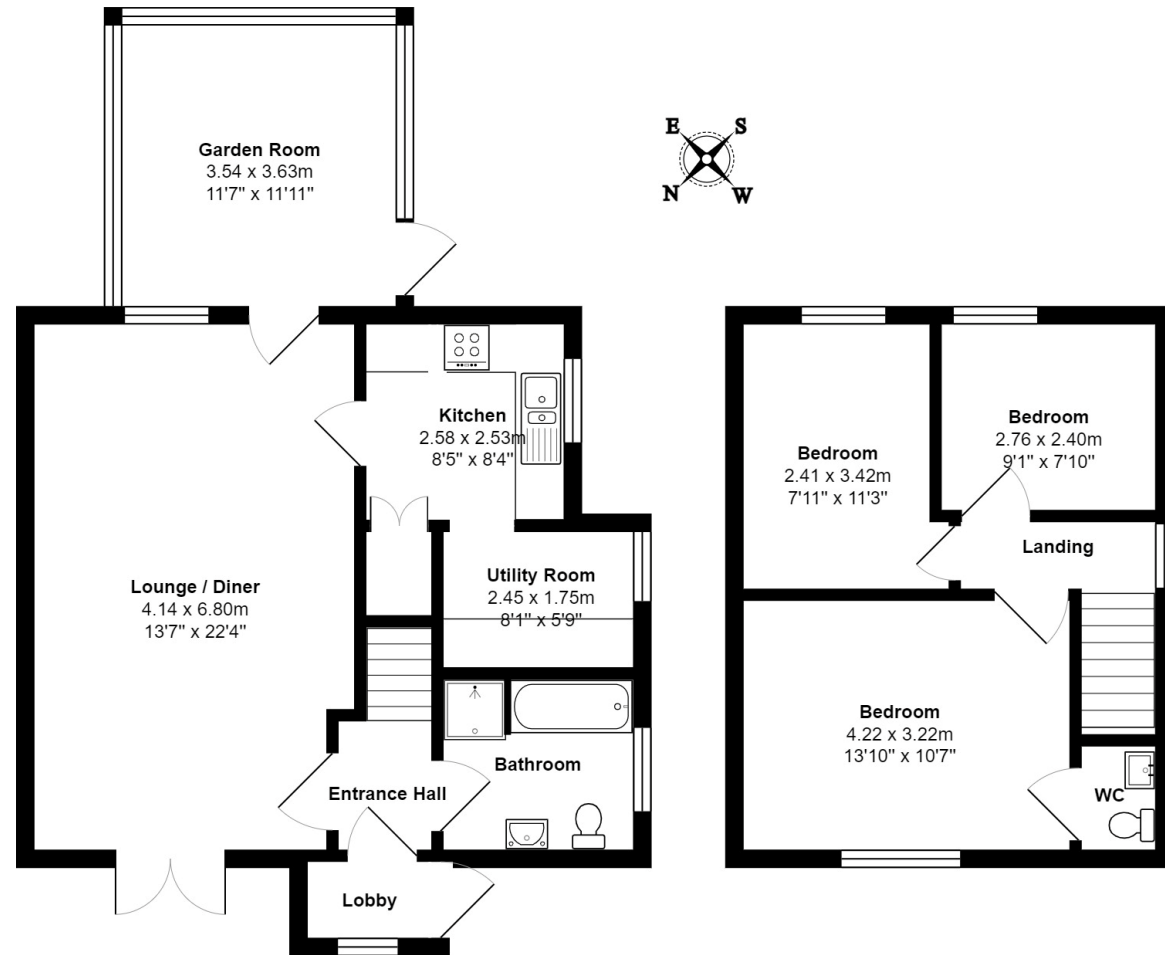 Garden Room
3.54 x 3.63m
11'7" x 11'11"
E S
N W
Kitchen
2.58 x 2.53m
8'5" x 8'4"
Lounge / Diner
4.14 x 6.80m
13'7" x 22'4"
Utility Room
2.45 x 1.75m
8'1" x 5'9"
Bathroom
Entrance Hall
Lobby
Bedroom
2.41 x 3.42m
7'11" x 11'3"
Bedroom
2.76 x 2.40m
9'1" x 7'10"
Landing
Bedroom
4.22 x 3.22m
13'10" x 10'7"
WC